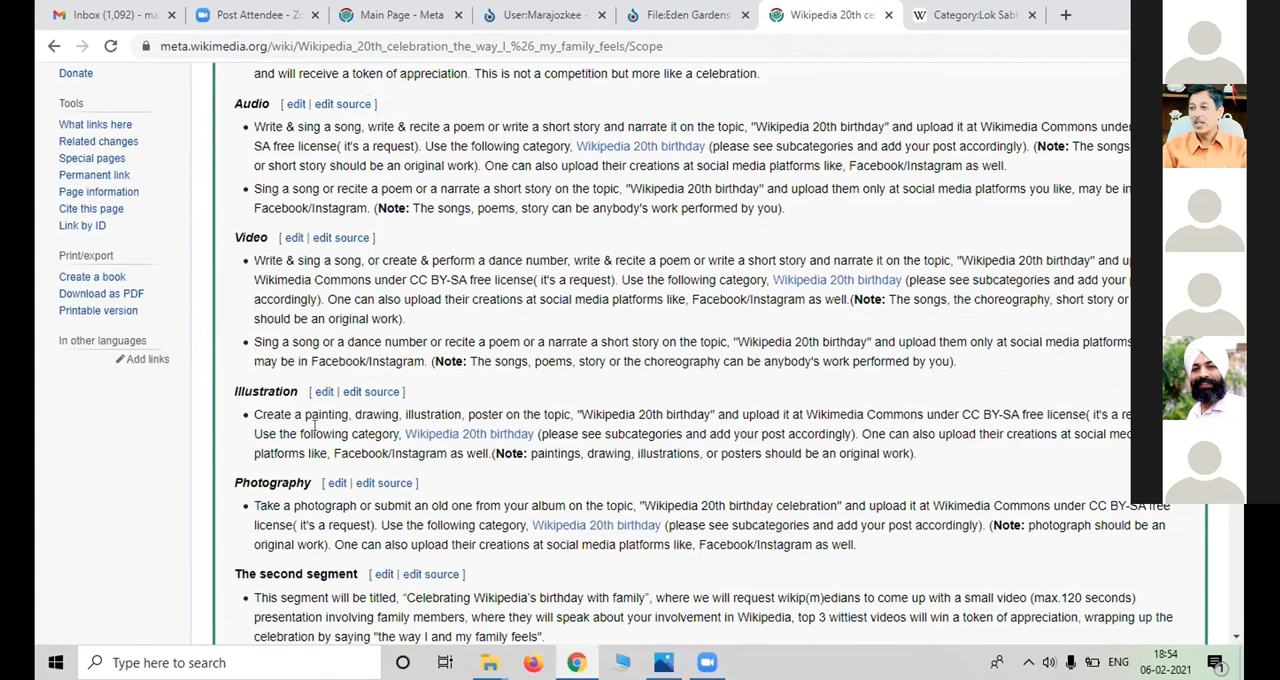 Inbox (1,092) - ma
Post Attendee - Zo
Main Page - Meta
User:Marajozkee -
File:Eden Gardens
Wikipedia 20th cel
Category:Lok Sabh
meta.wikimedia.org/wiki/Wikipedia_20th_celebration_the_way_I_%26_my_family_feels/Scope
Donate
Tools
What links here
Related changes
Special pages
Permanent link
Page information
Cite this page
Link by ID
Print/export
Create a book
Download as PDF
Printable version
In other languages
Add links
and will receive a token of appreciation. This is not a competition but more like a celebration.
Audio [ edit | edit source ]
Write & sing a song, write & recite a poem or write a short story and narrate it on the topic, "Wikipedia 20th birthday" and upload it at Wikimedia Commons unde
SA free license( it's a request). Use the following category, Wikipedia 20th birthday (please see subcategories and add your post accordingly). (Note: The songs
or short story should be an original work). One can also upload their creations at social media platforms like, Facebook/Instagram as well.
Sing a song or recite a poem or a narrate a short story on the topic, "Wikipedia 20th birthday" and upload them only at social media platforms you like, may be in
Facebook/Instagram. (Note: The songs, poems, story can be anybody's work performed by you).
Video [ edit | edit source ]
Write & sing a song, or create & perform a dance number, write & recite a poem or write a short story and narrate it on the topic, "Wikipedia 20th birthday" and u
Wikimedia Commons under CC BY-SA free license( it's a request). Use the following category, Wikipedia 20th birthday (please see subcategories and add your
accordingly). One can also upload their creations at social media platforms like, Facebook/Instagram as well.(Note: The songs, the choreography, short story or
should be an original work).
Sing a song or a dance number or recite a poem or a narrate a short story on the topic, "Wikipedia 20th birthday" and upload them only at social media platforms
may be in Facebook/Instagram. (Note: The songs, poems, story or the choreography can be anybody's work performed by you).
Illustration [ edit | edit source ]
Create a painting, drawing, illustration, poster on the topic, "Wikipedia 20th birthday" and upload it at Wikimedia Commons under CC BY-SA free license( it's a re
Use the following category, Wikipedia 20th birthday (please see subcategories and add your post accordingly). One can also upload their creations at social med
platforms like, Facebook/Instagram as well.(Note: paintings, drawing, illustrations, or posters should be an original work).
Photography [ edit | edit source ]
Take a photograph or submit an old one from your album on the topic, "Wikipedia 20th birthday celebration" and upload it at Wikimedia Commons under CC BY-SA free
license( it's a request). Use the following category, Wikipedia 20th birthday (please see subcategories and add your post accordingly). (Note: photograph should be an
original work). One can also upload their creations at social media platforms like, Facebook/Instagram as well.
The second segment [ edit | edit source ]
This segment will be titled, “Celebrating Wikipedia’s birthday with family”, where we will request wikip(m)edians to come up with a small video (max.120 seconds)
presentation involving family members, where they will speak about your involvement in Wikipedia, top 3 wittiest videos will win a token of appreciation, wrapping up the
celebration by saying "the way I and my family feels".
Type here to search
ENG
18:54
06-02-2021
1